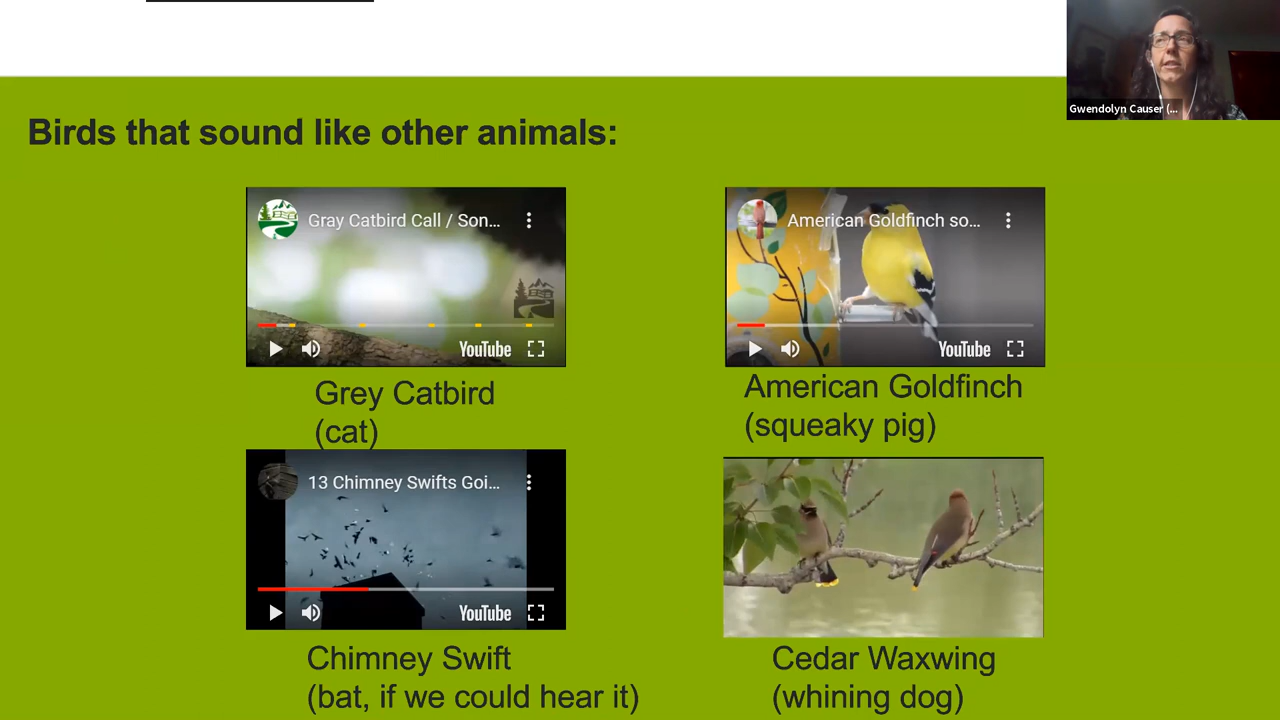 Gwendolyn Causer (...
Birds that sound like other animals:
Gray Catbird Call / Son...
YouTube
American Goldfinch so...
YouTube
Grey Catbird
(cat)
American Goldfinch
(squeaky pig)
13 Chimney Swifts Goi...
YouTube
Chimney Swift
(bat, if we could hear it)
Cedar Waxwing
(whining dog)